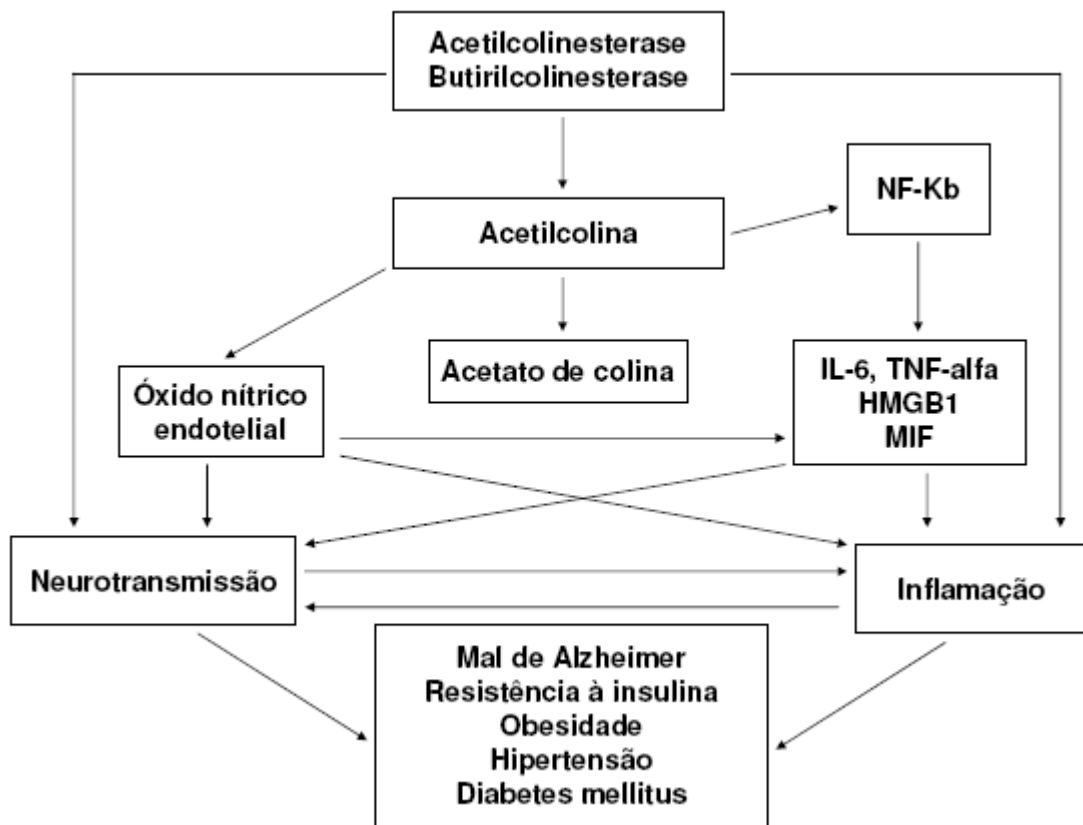 Acetilcolinesterase
Butirilcolinesterase
NF-Kb
Acetilcolina
Acetato de colina
IL-6, TNF-alfa
HMGB1
MIF
Óxido nítrico
endotelial
Neurotransmissão
Inflamação
Mal de Alzheimer
Resistência à insulina
Obesidade
Hipertensão
Diabetes mellitus